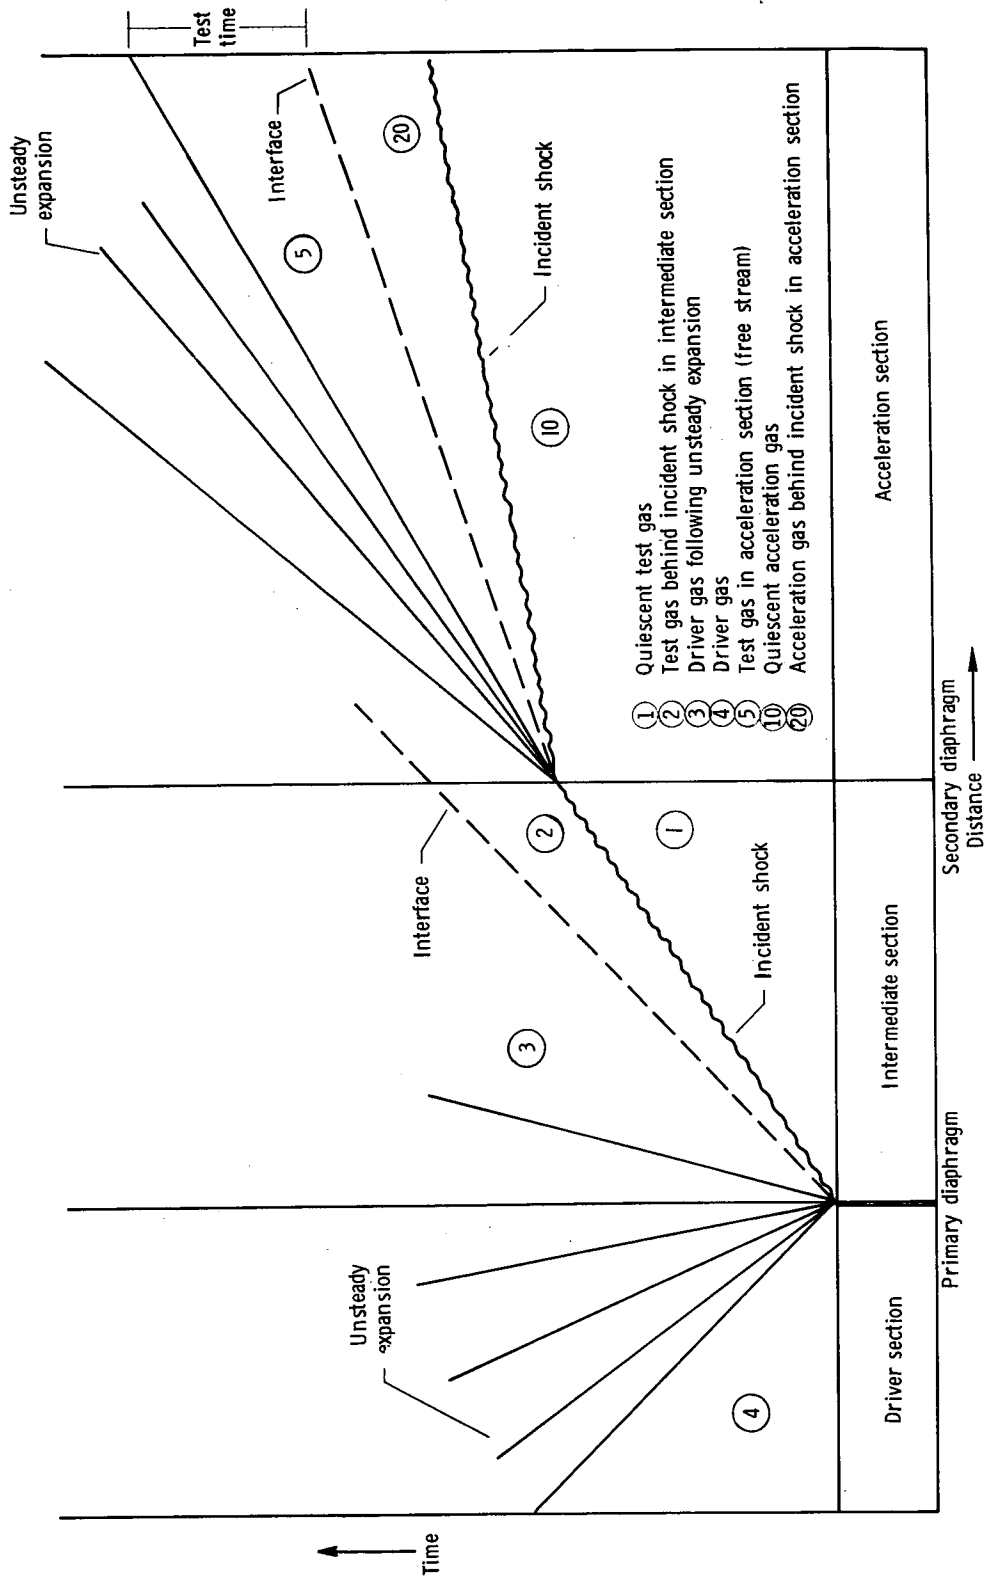 Unsteady
expansion
Test
time
Interface
5
20
Incident shock
10
Interface
2
1
Incident shock
3
Unsteady
expansion
4
1 Quiescent test gas
2 Test gas behind incident shock in intermediate section
3 Driver gas following unsteady expansion
4 Driver gas
5 Test gas in acceleration section (free stream)
10 Quiescent acceleration gas
20 Acceleration gas behind incident shock in acceleration section
Time
Driver section
Intermediate section
Acceleration section
Primary diaphragm
Secondary diaphragm
Distance